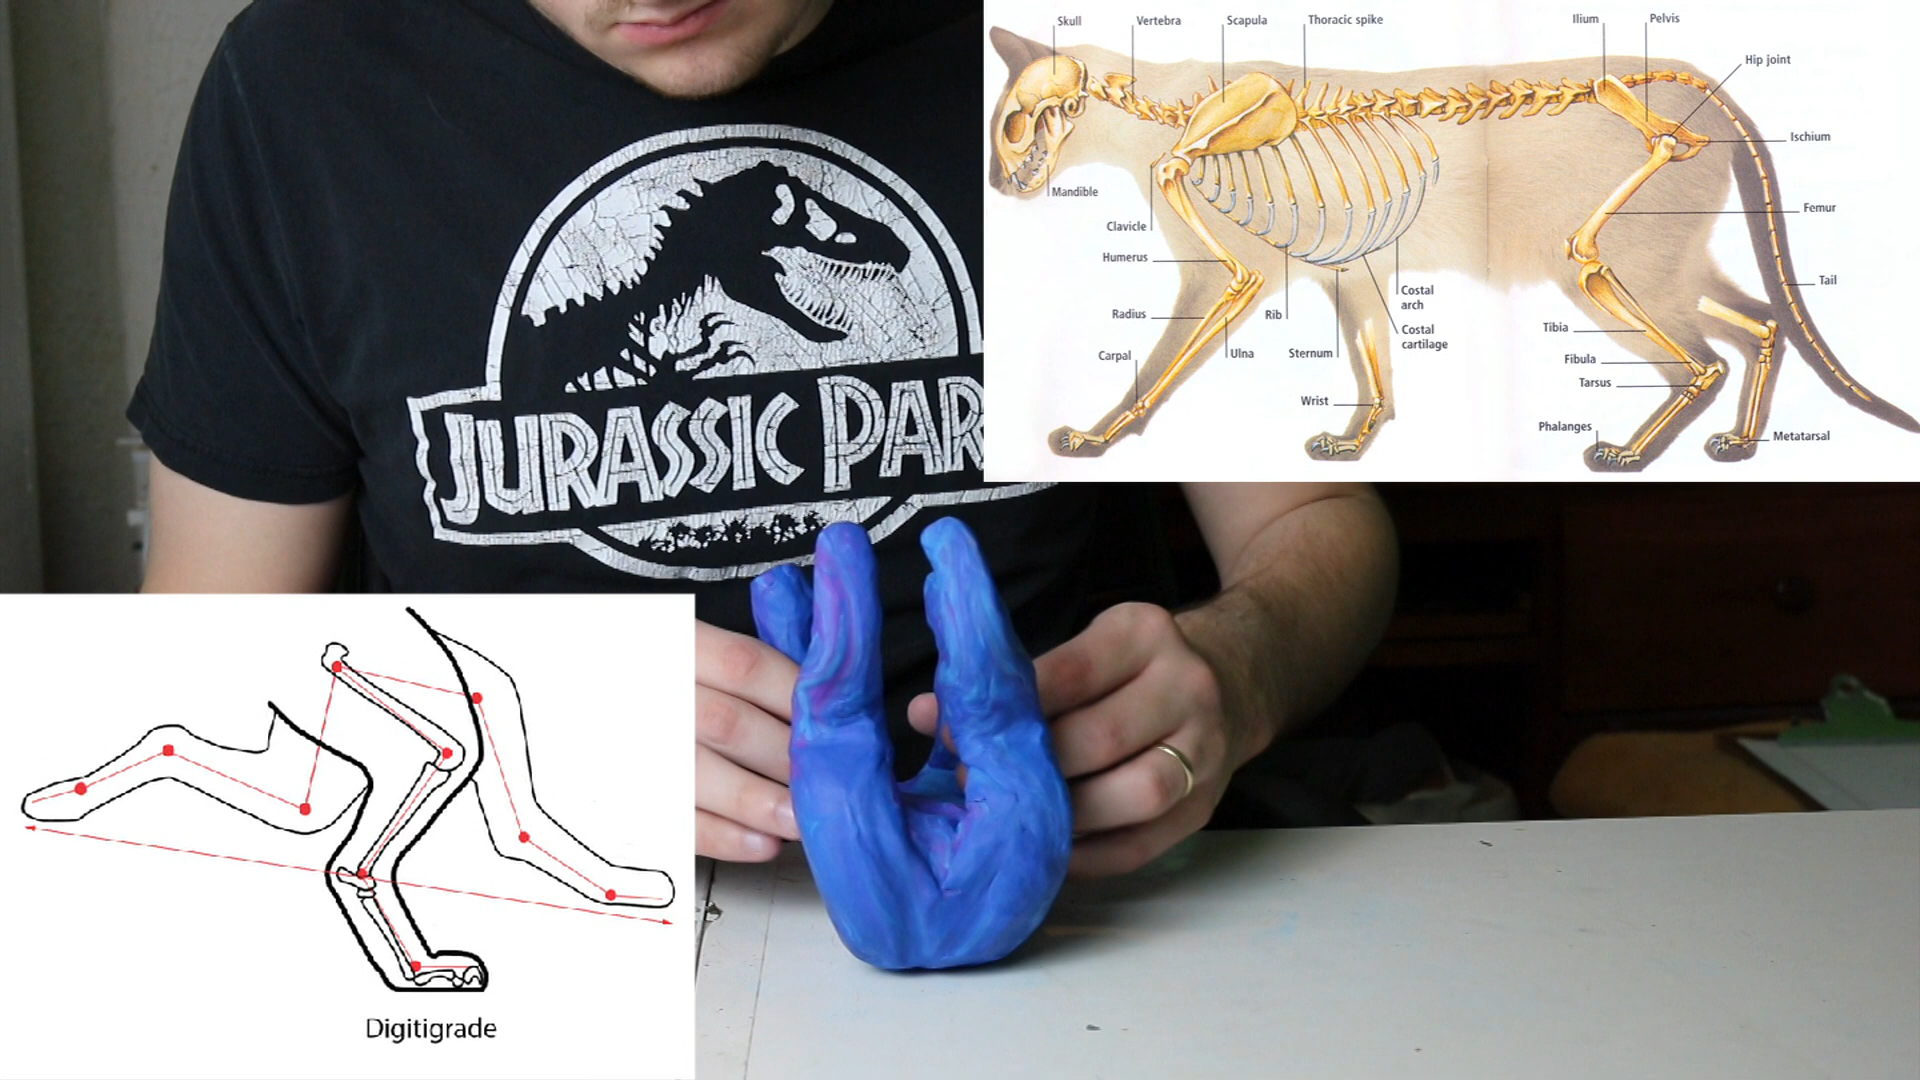 Skull
Vertebra
Scapula
Thoracic spike
Ilium
Pelvis
Hip joint
Ischium
Mandible
Femur
Clavicle
Humerus
Tail
Costal
arch
Radius
Rib
Tibia
Costal
cartilage
Carpal
Ulna
Sternum
Fibula
Tarsus
Wrist
Phalanges
Metatarsal
JURASSIC PAR
Digitigrade